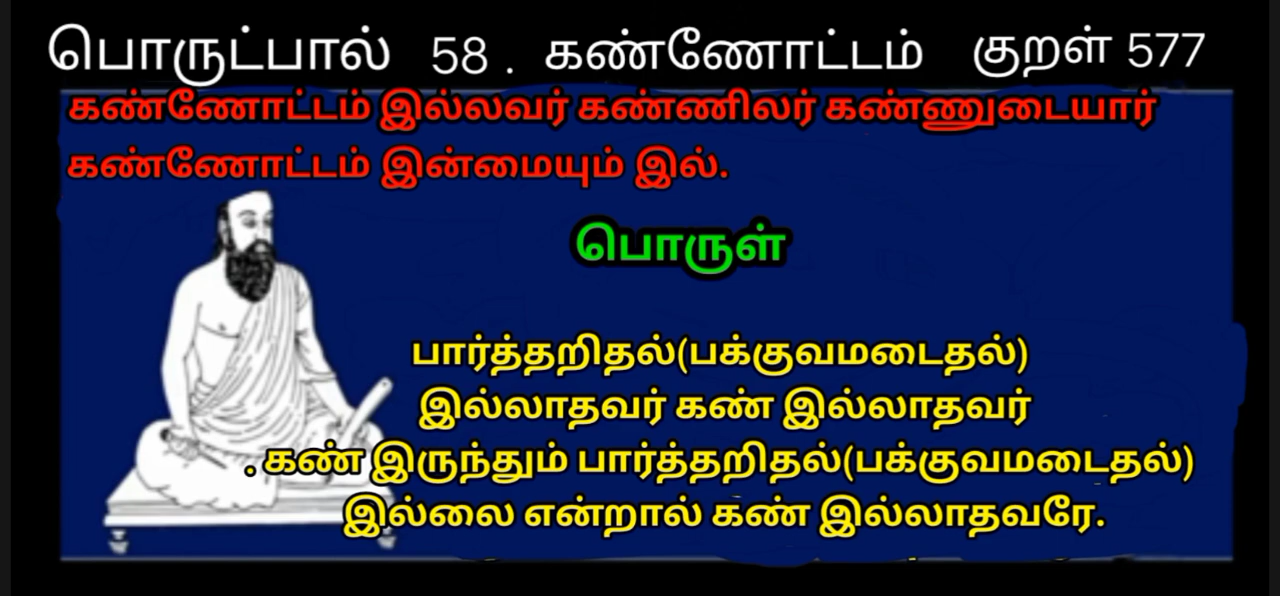 பொருட்பால் 58 . கண்ணோட்டம் குறள் 577
கண்ணோட்டம் இல்லவர் கண்ணிலர் கண்ணுடையார்
கண்ணோட்டம் இன்மையும் இல்.
பொருள்
பார்த்தறிதல்(பக்குவமடைதல்)
இல்லாதவர் கண் இல்லாதவர்
. கண் இருந்தும் பார்த்தறிதல்(பக்குவமடைதல்)
இல்லை என்றால் கண் இல்லாதவரே.